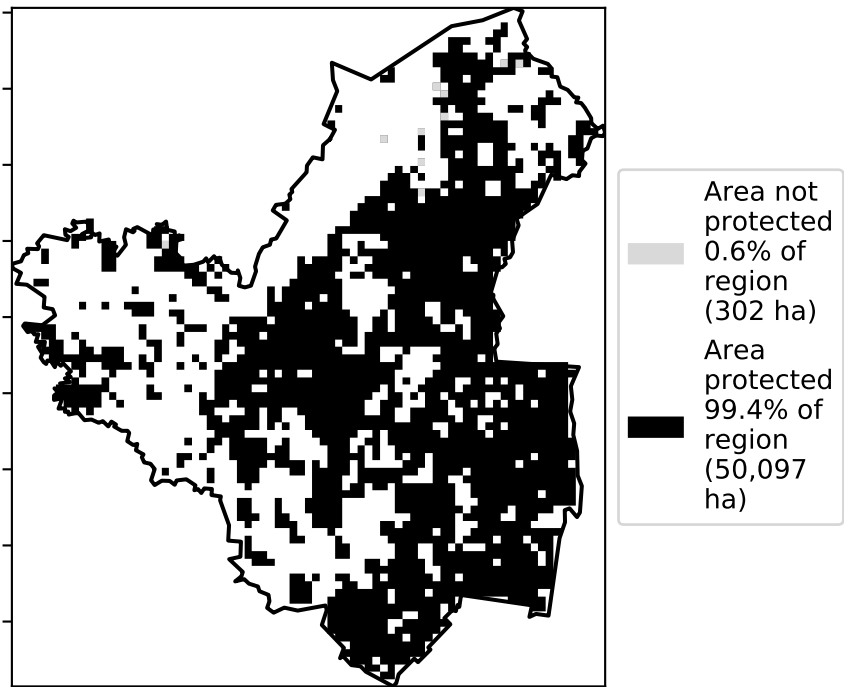 Area not
protected
0.6% of
region
(302 ha)
Area
protected
99.4% of
region
(50,097
ha)